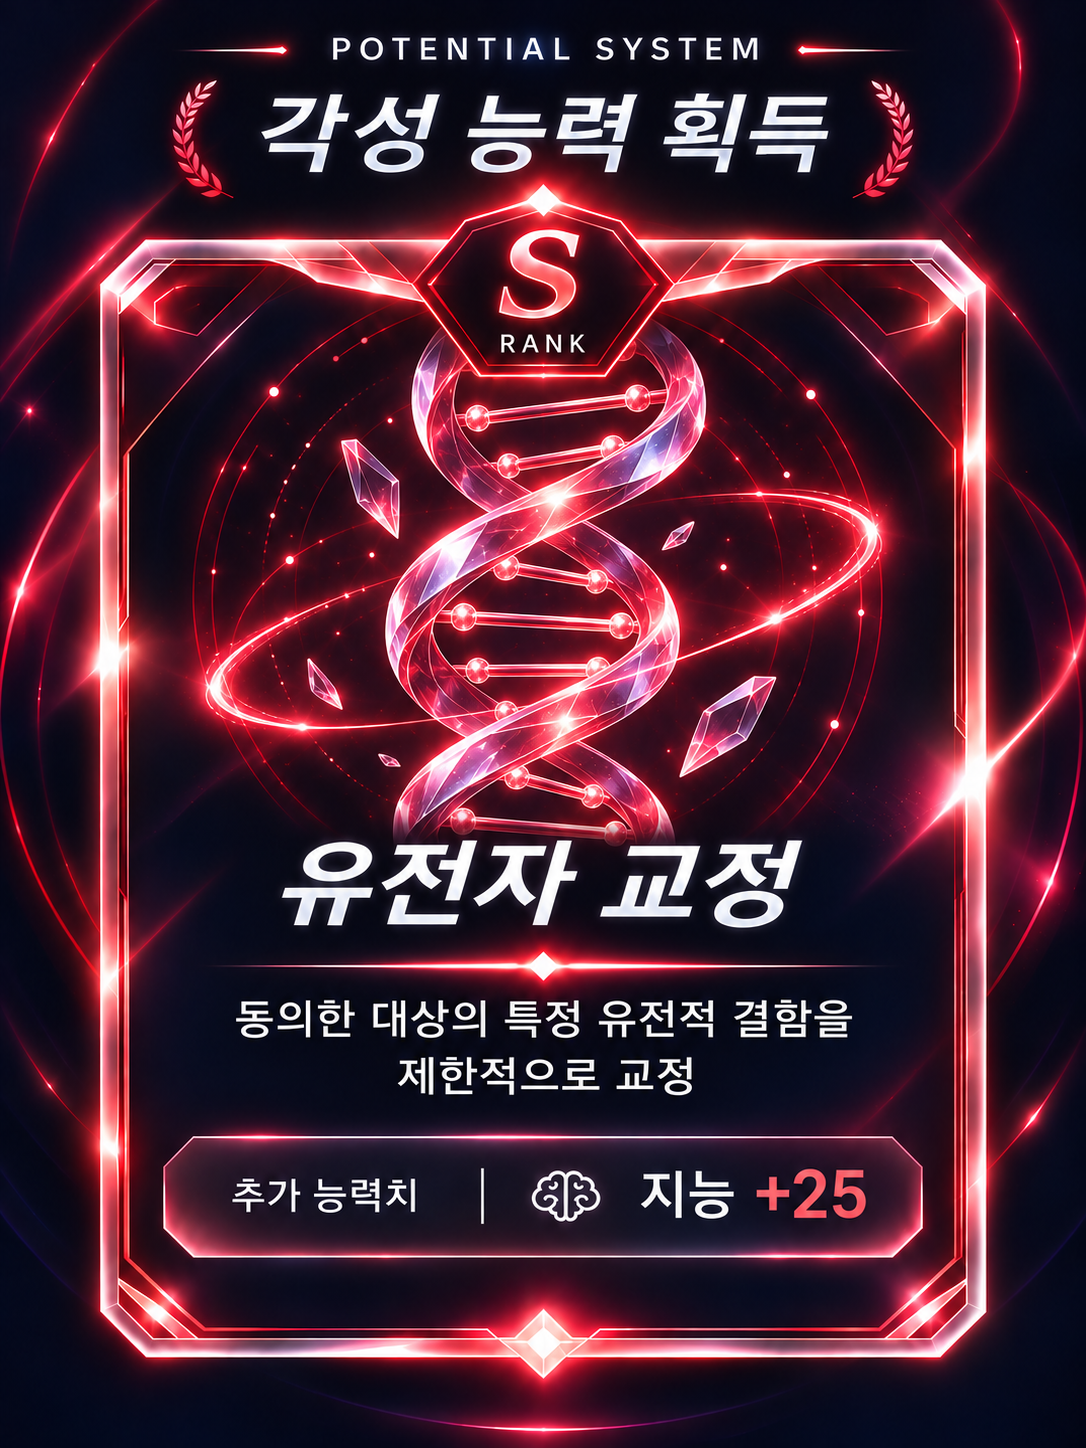 POTENTIAL SYSTEM
각성 능력 획득
S
RANK
유전자 교정
동의한 대상의 특정 유전적 결함을
제한적으로 교정
추가 능력치 지능 +25